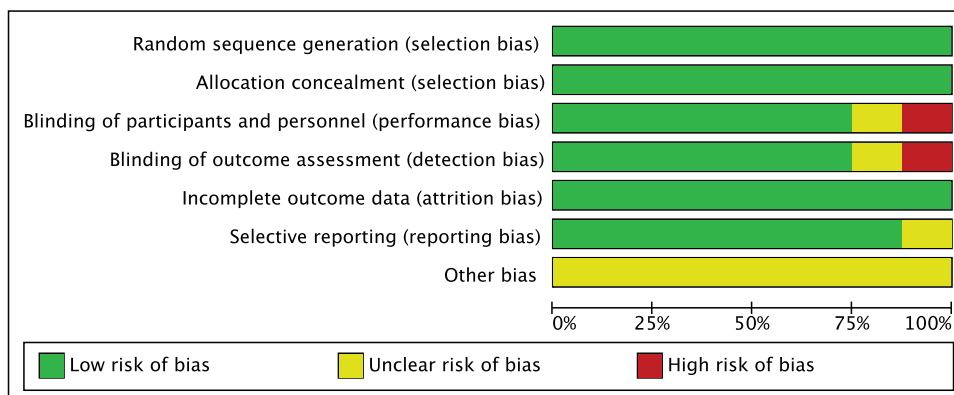 Random sequence generation (selection bias)
Allocation concealment (selection bias)
Blinding of participants and personnel (performance bias)
Blinding of outcome assessment (detection bias)
Incomplete outcome data (attrition bias)
Selective reporting (reporting bias)
Other bias
0% 25% 50% 75% 100%
Low risk of bias Unclear risk of bias High risk of bias